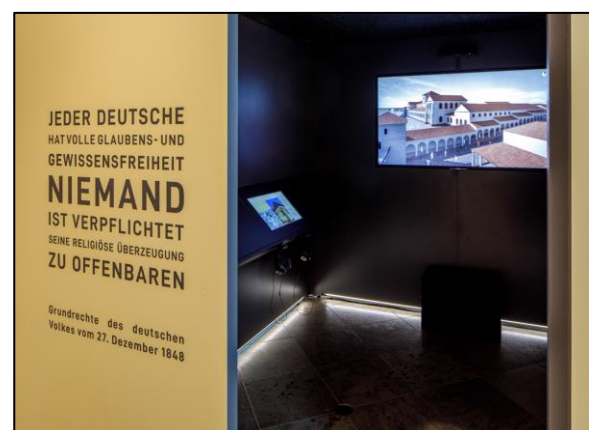 JEDER DEUTSCHE
HAT VOLLE GLAUBENS- UND
GEWISSENSFREIHEIT
NIEMAND
IST VERPFLICHTET
SEINE RELIGIÖSE ÜBERZEUGUNG
ZU OFFENBAREN
Grundrechte des deutschen
Volkes vom 27. Dezember 1848